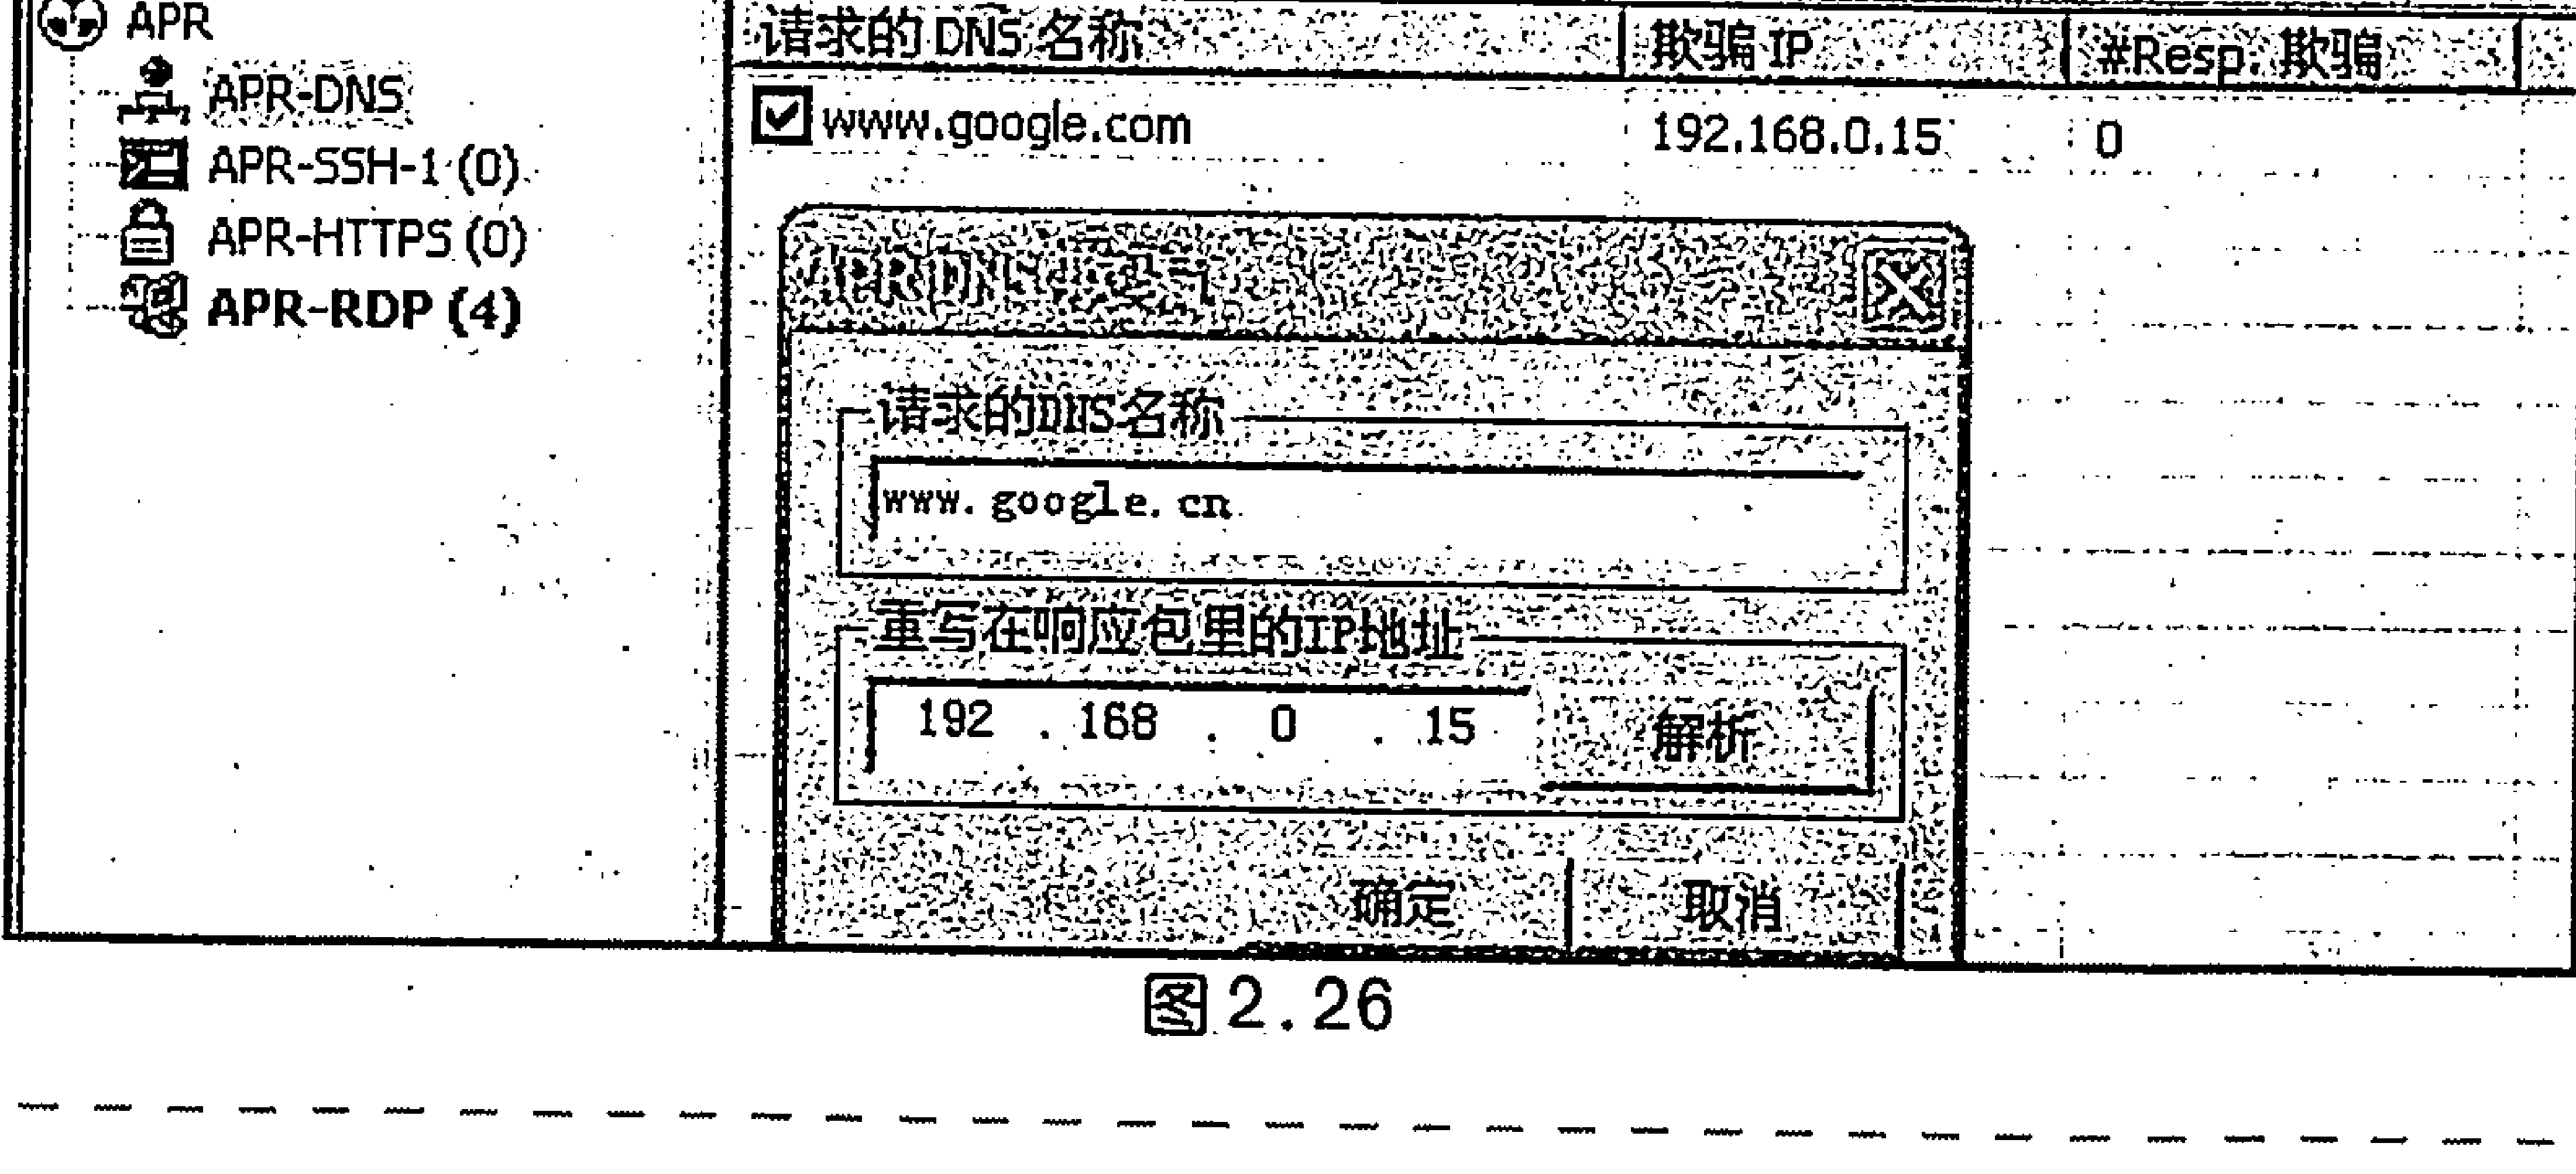 APR
APR-DNS
APR-SSH-1 (0)
APR-HTTPS (0)
APR-RDP (4)
请求的 DNS 名称 欺骗 IP #Resp. 欺骗
www.google.com 192.168.0.15 0
APR DNS
请求的DNS名称
www.google.cn
重写在响应包里的IP地址
192 . 168 . 0 . 15 解析
确定 取消
图 2.26